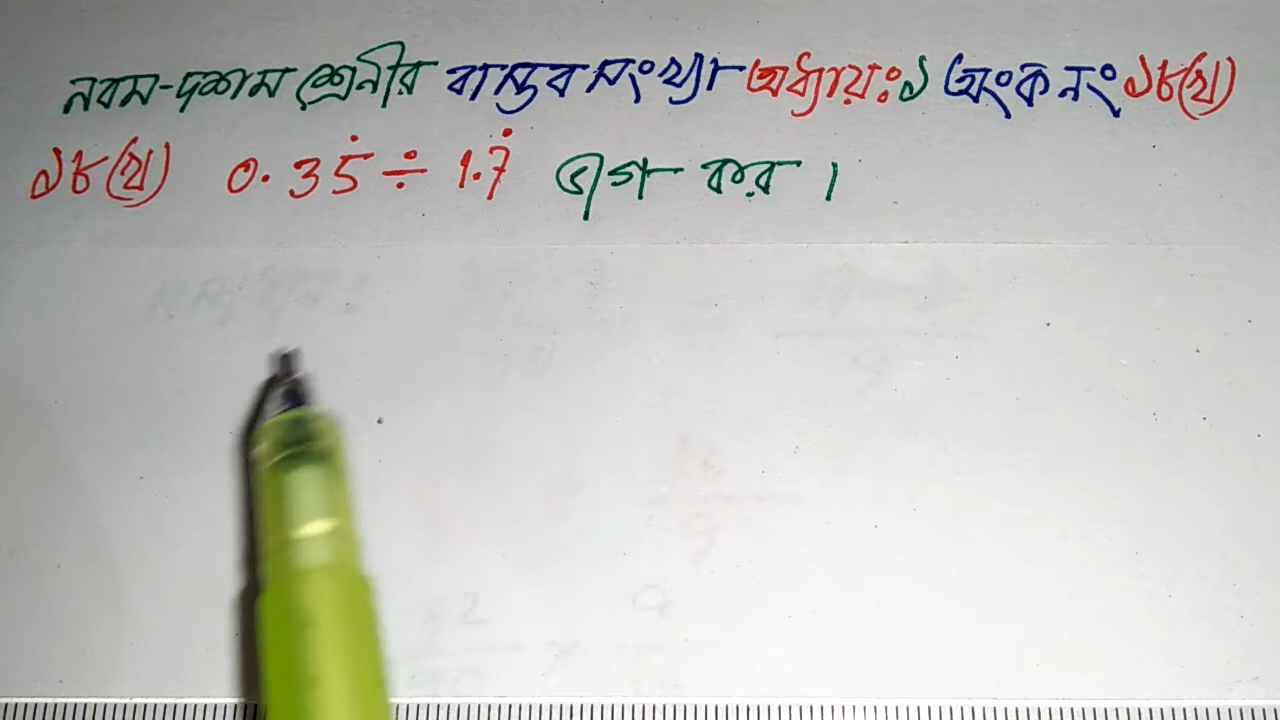 নবম-দশম শ্রেনীর বাস্তব সংখ্যা অধ্যায়ঃ১ অংক নং ১৮(খ)
১৮(খ) 0.35̇ ÷ 1.7̇ ভাগ কর ।